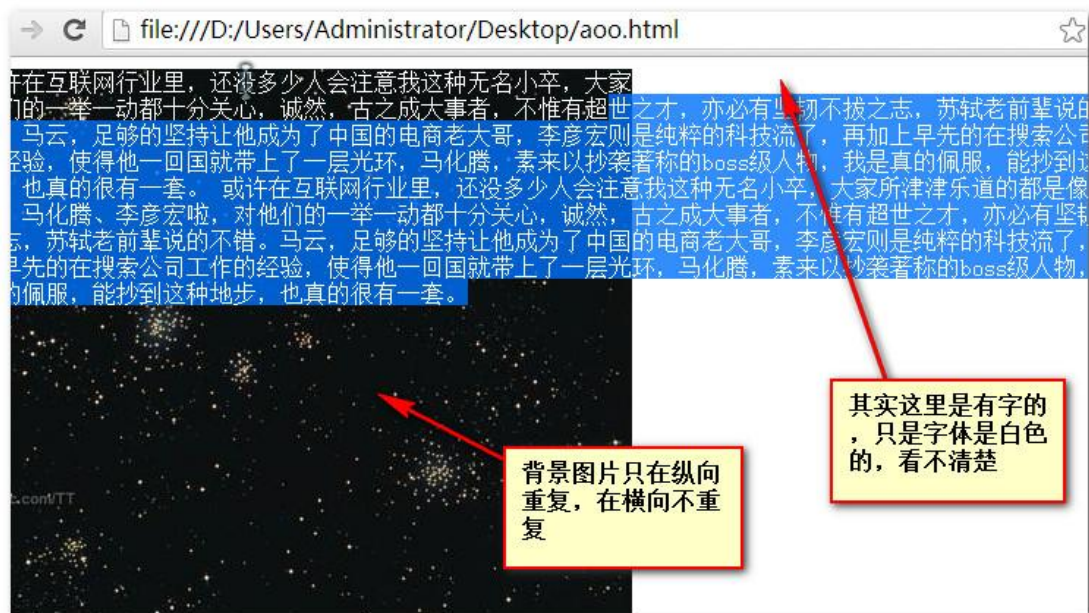 file:///D:/Users/Administrator/Desktop/aoo.html
许在互联网行业里，还没多少人会注意我这种无名小卒，大家
们的一举一动都十分关心，诚然，古之成大事者，不惟有超世之才，亦必有坚韧不拔之志，苏轼老前辈说的
马云，足够的坚持让他成为了中国的电商老大哥，李彦宏则是纯粹的科技流了，再加上早先的在搜索公司
经验，使得他一回国就带上了一层光环，马化腾，素来以抄袭著称的boss级人物，我是真的佩服，能抄到这
也真的很有一套。 或许在互联网行业里，还没多少人会注意我这种无名小卒，大家所津津乐道的都是像
马化腾、李彦宏啦，对他们的一举一动都十分关心，诚然，古之成大事者，不惟有超世之才，亦必有坚韧
志，苏轼老前辈说的不错。马云，足够的坚持让他成为了中国的电商老大哥，李彦宏则是纯粹的科技流了，
早先的在搜索公司工作的经验，使得他一回国就带上了一层光环，马化腾，素来以抄袭著称的boss级人物，
的佩服，能抄到这种地步，也真的很有一套。
其实这里是有字的
，只是字体是白色
的，看不清楚
背景图片只在纵向
重复，在横向不重
复
t.com/TT